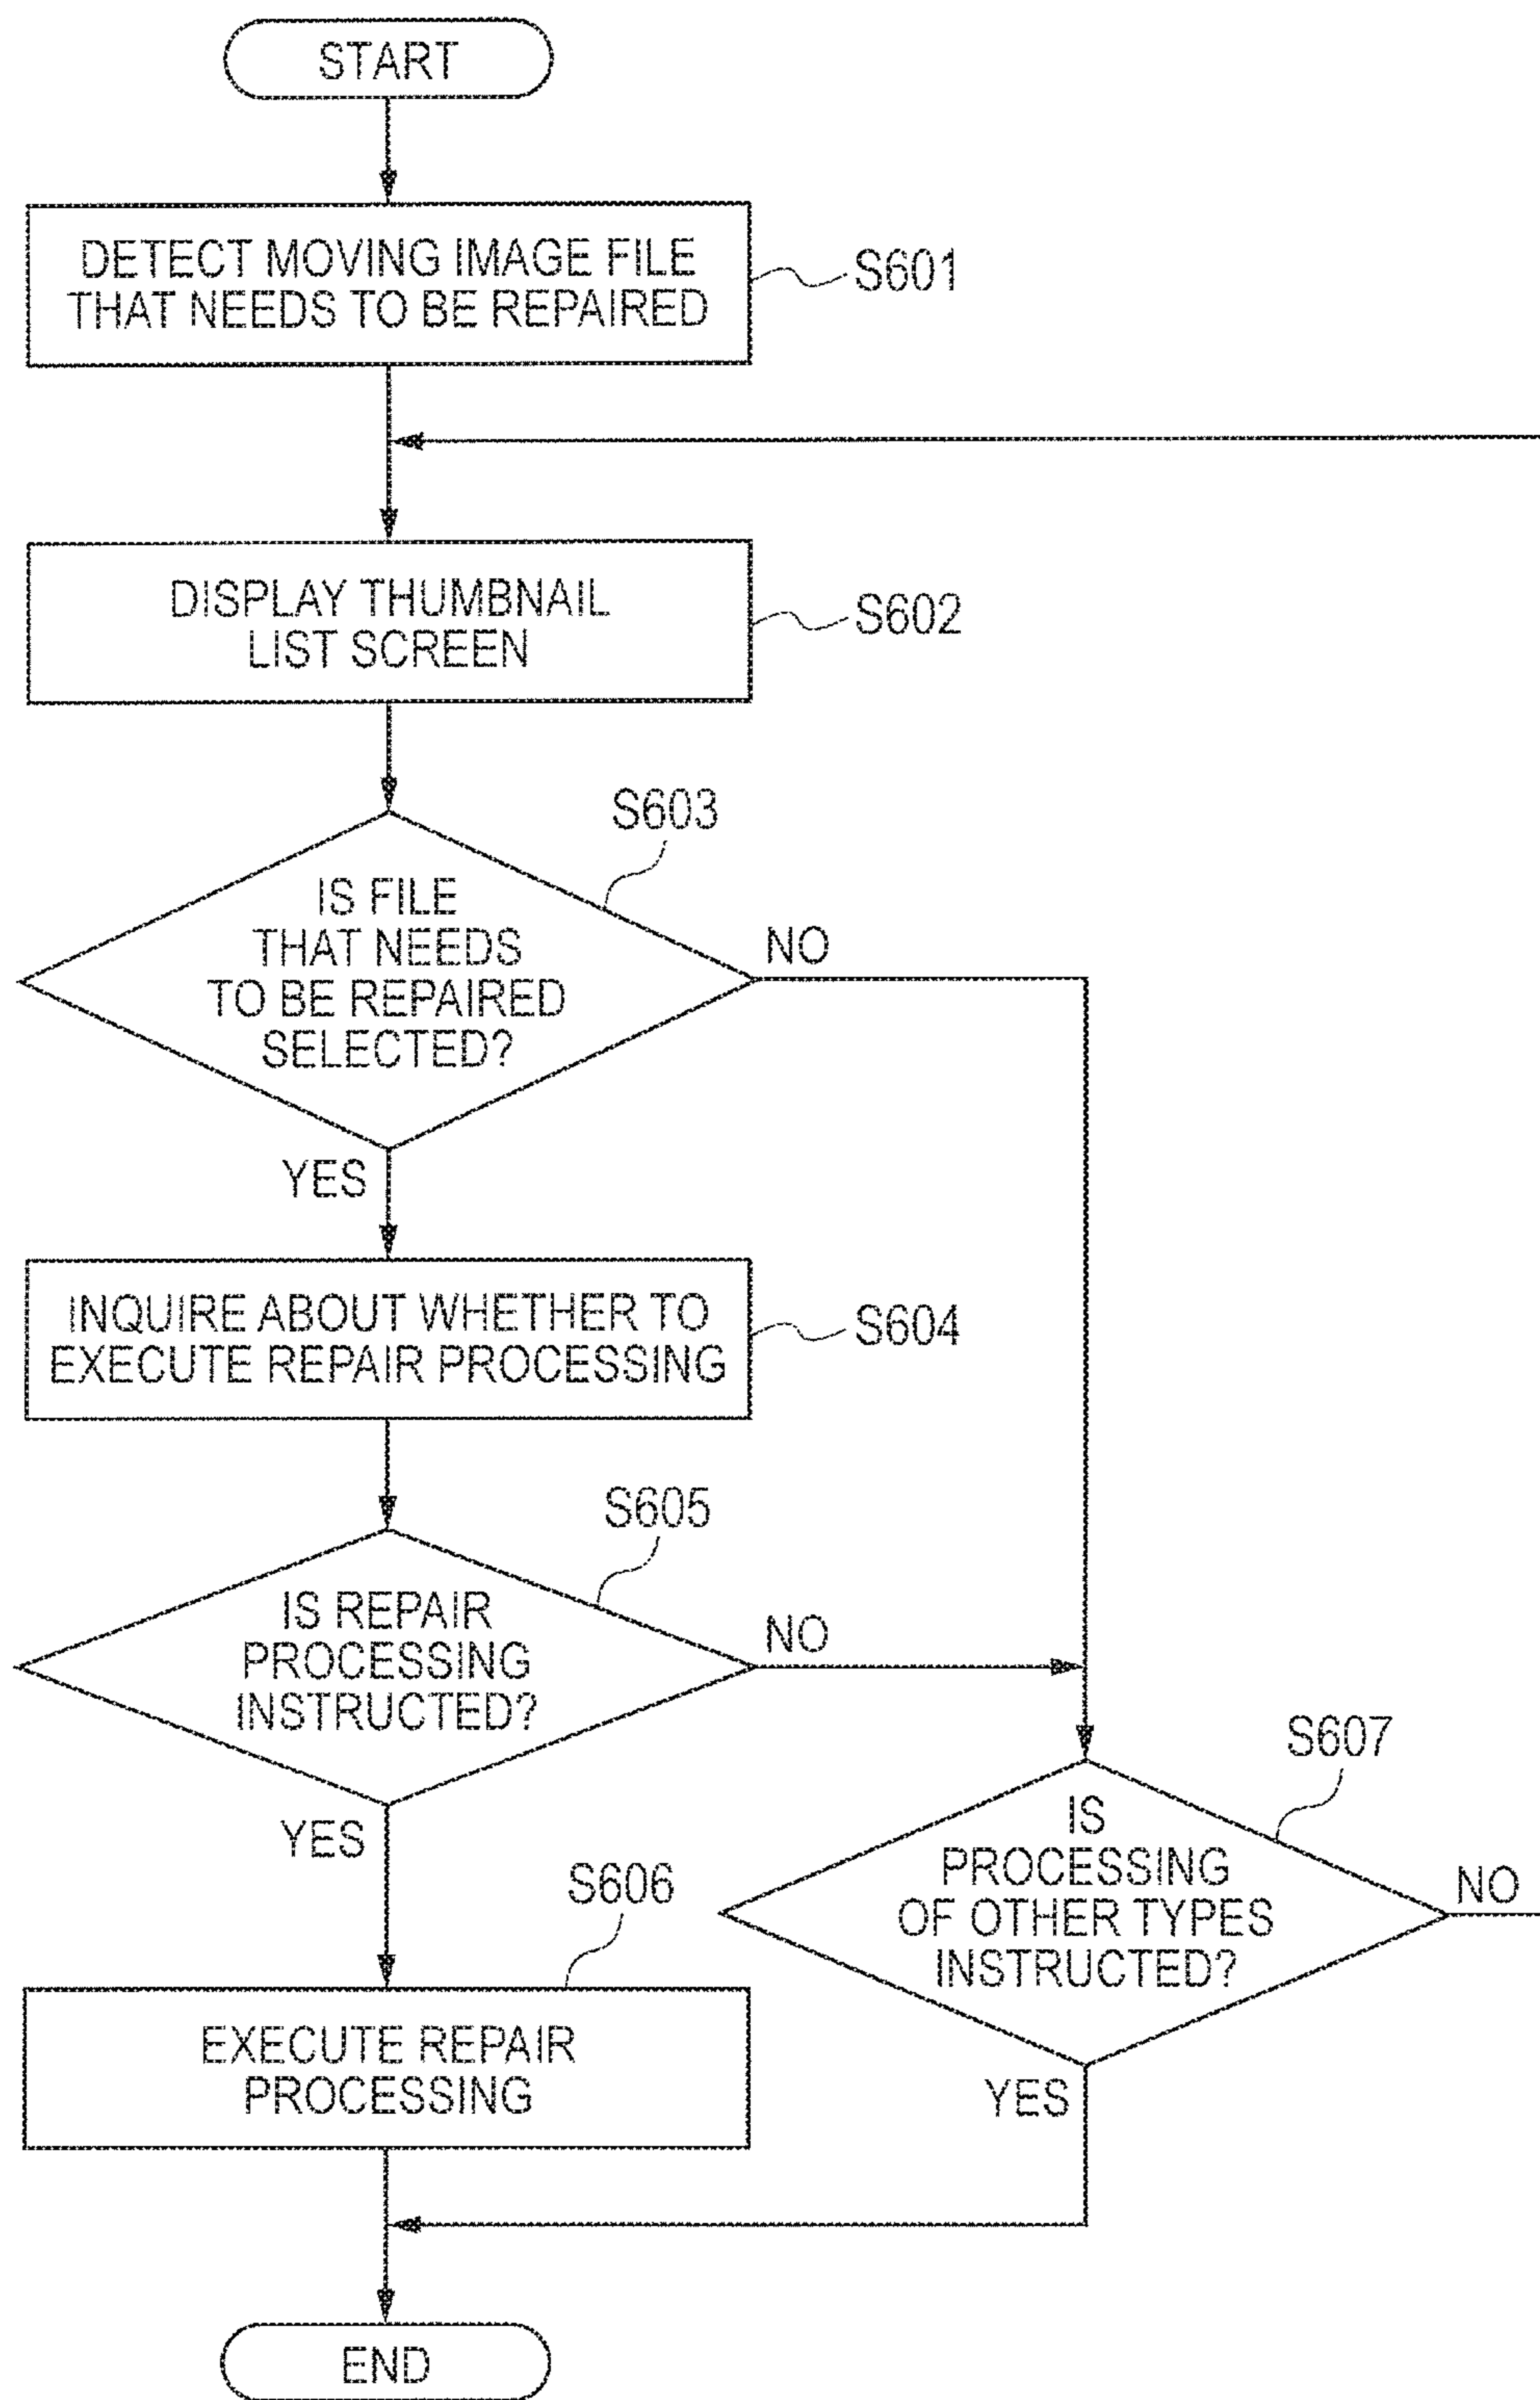 START
DETECT MOVING IMAGE FILE
THAT NEEDS TO BE REPAIRED
S601
DISPLAY THUMBNAIL
LIST SCREEN
S602
S603
IS FILE
THAT NEEDS
TO BE REPAIRED
SELECTED?
NO
YES
INQUIRE ABOUT WHETHER TO
EXECUTE REPAIR PROCESSING
S604
S605
IS REPAIR
PROCESSING
INSTRUCTED?
NO
YES
S607
IS
PROCESSING
OF OTHER TYPES
INSTRUCTED?
NO
YES
S606
EXECUTE REPAIR
PROCESSING
END